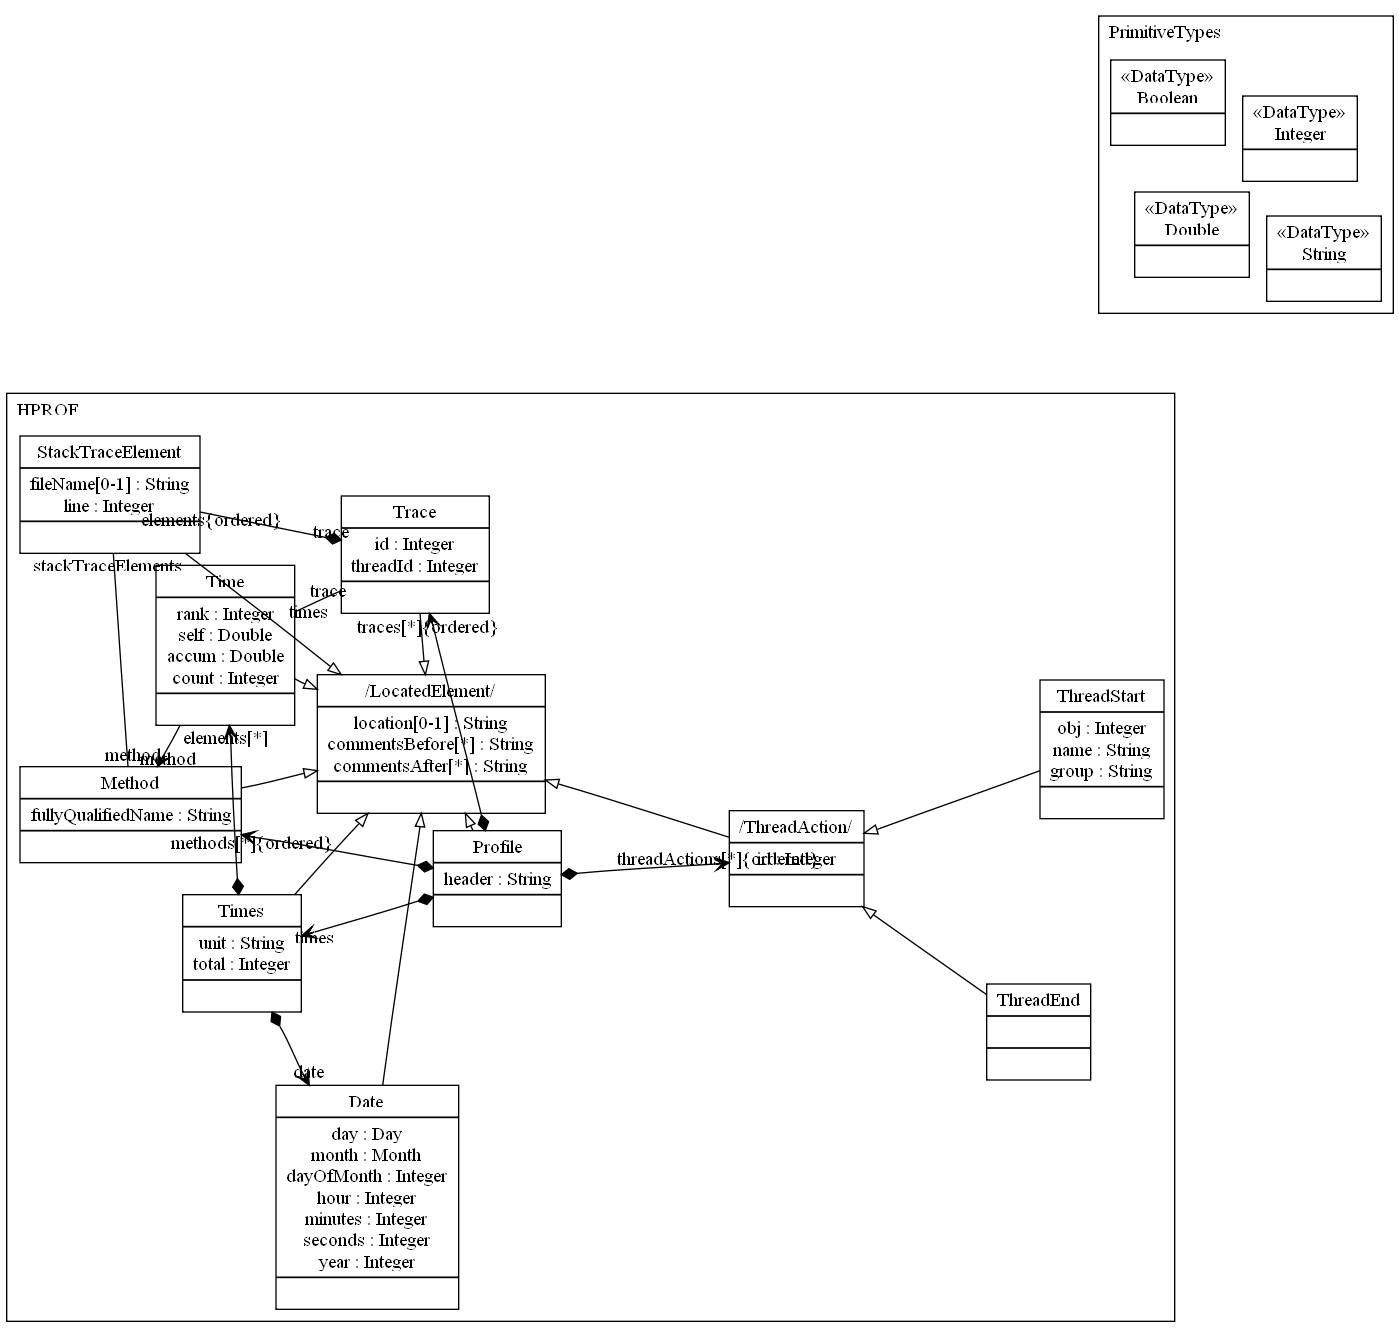 PrimitiveTypes
«DataType»
Boolean
«DataType»
Integer
«DataType»
Double
«DataType»
String
HPROF
StackTraceElement
fileName[0-1] : String
line : Integer
elements{ordered}
trace
Trace
id : Integer
threadId : Integer
stackTraceElements
Time
rank : Integer
self : Double
accum : Double
count : Integer
trace
times
traces[*]{ordered}
/LocatedElement/
location[0-1] : String
commentsBefore[*] : String
commentsAfter[*] : String
ThreadStart
obj : Integer
name : String
group : String
elements[*]
method
method
Method
fullyQualifiedName : String
methods[*]{ordered}
Profile
header : String
/ThreadAction/
id : Integer
threadActions[*]{ordered}
Times
unit : String
total : Integer
times
ThreadEnd
date
Date
day : Day
month : Month
dayOfMonth : Integer
hour : Integer
minutes : Integer
seconds : Integer
year : Integer